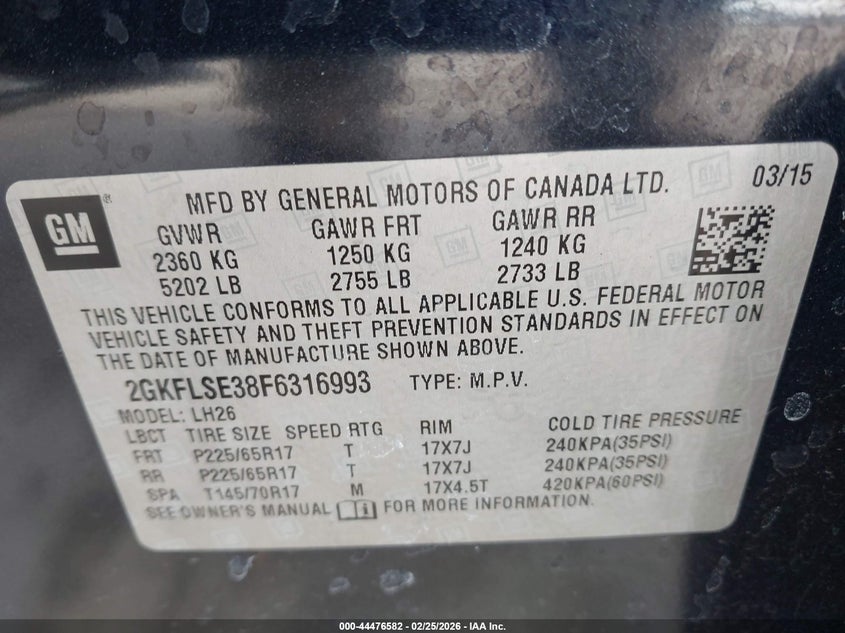 GM
MFD BY GENERAL MOTORS OF CANADA LTD. 03/15
GVWR GAWR FRT GAWR RR
2360 KG 1250 KG 1240 KG
5202 LB 2755 LB 2733 LB
THIS VEHICLE CONFORMS TO ALL APPLICABLE U.S. FEDERAL MOTOR
VEHICLE SAFETY AND THEFT PREVENTION STANDARDS IN EFFECT ON
THE DATE OF MANUFACTURE SHOWN ABOVE.
2GKFLSE38F6316993 TYPE: M.P.V.
MODEL: LH26
LBCT TIRE SIZE SPEED RTG RIM COLD TIRE PRESSURE
FRT P225/65R17 T 17X7J 240KPA(35PSI)
RR P225/65R17 T 17X7J 240KPA(35PSI)
SPA T145/70R17 M 17X4.5T 420KPA(60PSI)
SEE OWNER'S MANUAL FOR MORE INFORMATION.
000-44476582 - 02/25/2026 - IAA Inc.